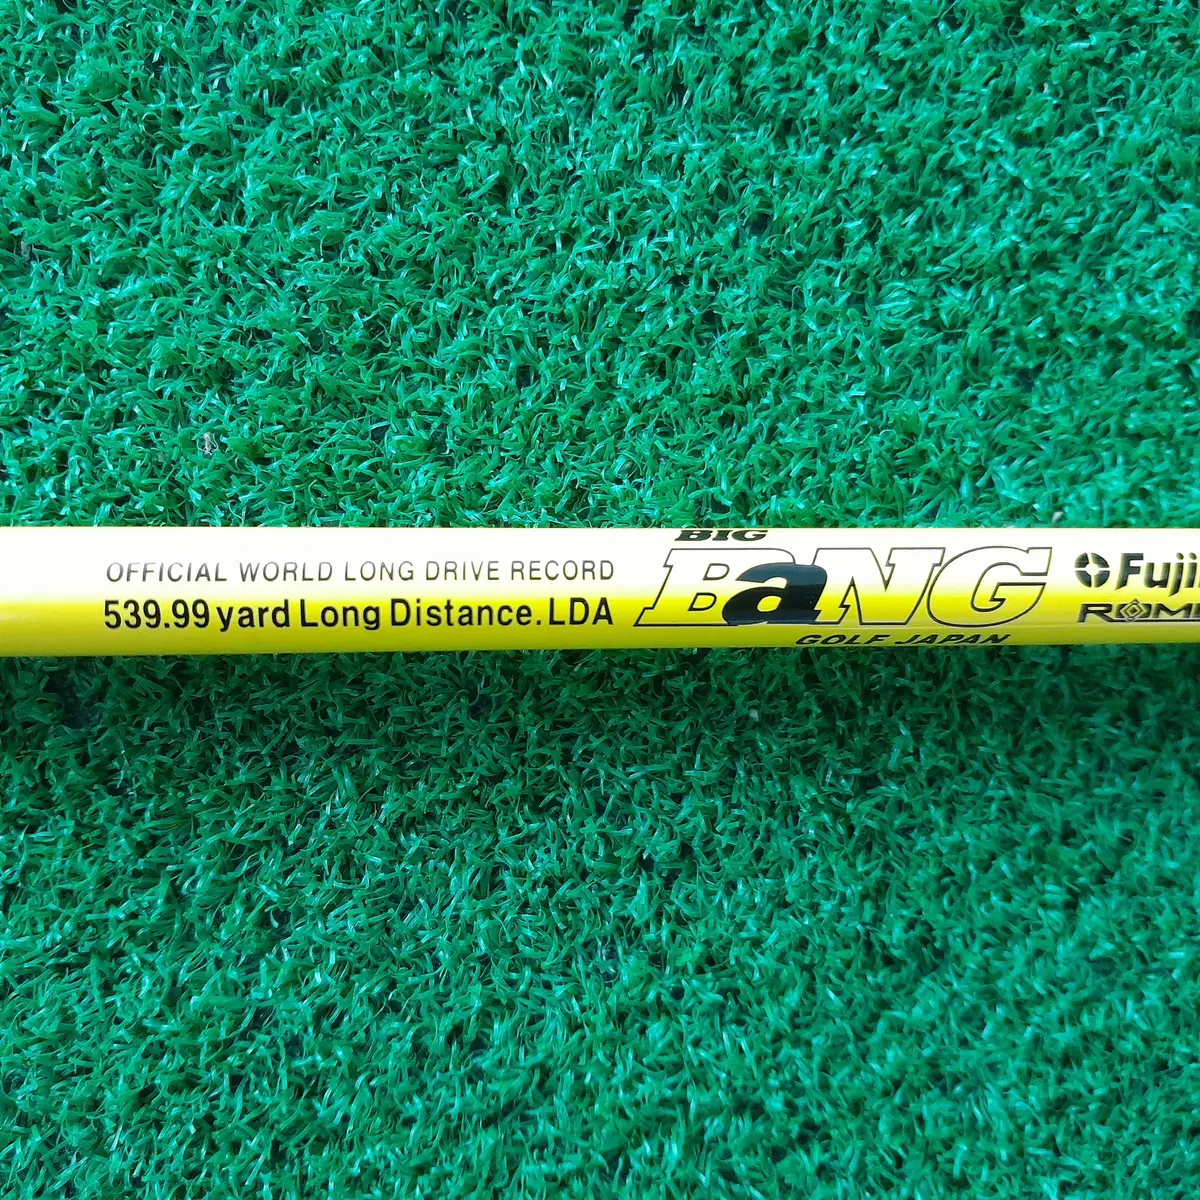 OFFICIAL WORLD LONG DRIVE RECORD
539.99 yard Long Distance. LDA
BIG
BaNG
GOLF JAPAN